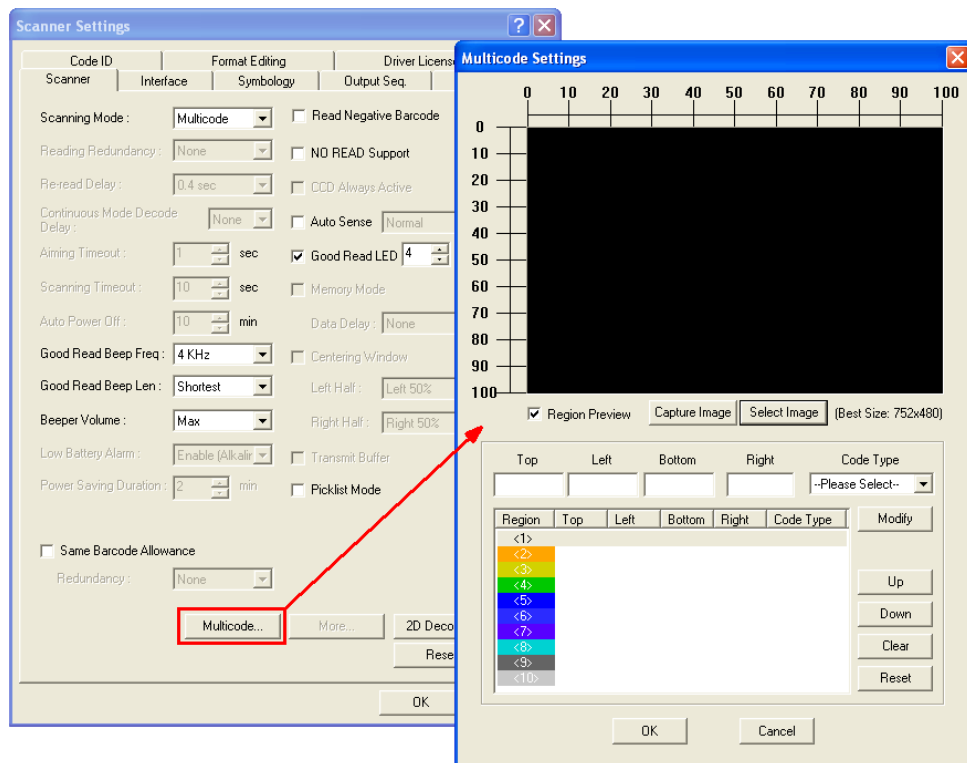 Scanner Settings
Code ID
Format Editing
Driver License
Scanner
Interface
Symbology
Output Seq.
Scanning Mode :
Multicode
Read Negative Barcode
Reading Redundancy :
None
NO READ Support
Re-read Delay :
0.4 sec
CCD Always Active
Continuous Mode Decode
Delay :
None
Auto Sense
Normal
Aiming Timeout :
1
sec
Good Read LED
4
Scanning Timeout :
10
sec
Memory Mode
Auto Power Off :
10
min
Data Delay :
None
Good Read Beep Freq :
4 KHz
Centering Window
Good Read Beep Len :
Shortest
Left Half :
Left 50%
Beeper Volume :
Max
Right Half :
Right 50%
Low Battery Alarm :
Enable (Alkalir
Transmit Buffer
Power Saving Duration :
2
min
Picklist Mode
Same Barcode Allowance
Redundancy :
None
Multicode...
More...
2D Deco
Rese
OK
Multicode Settings
0 10 20 30 40 50 60 70 80 90 100
0
10
20
30
40
50
60
70
80
90
100
Region Preview
Capture Image
Select Image
(Best Size: 752x480)
Top Left Bottom Right Code Type
--Please Select--
Region Top Left Bottom Right Code Type
Modify
<1>
<2>
<3>
<4>
<5>
<6>
<7>
<8>
<9>
<10>
Up
Down
Clear
Reset
OK
Cancel